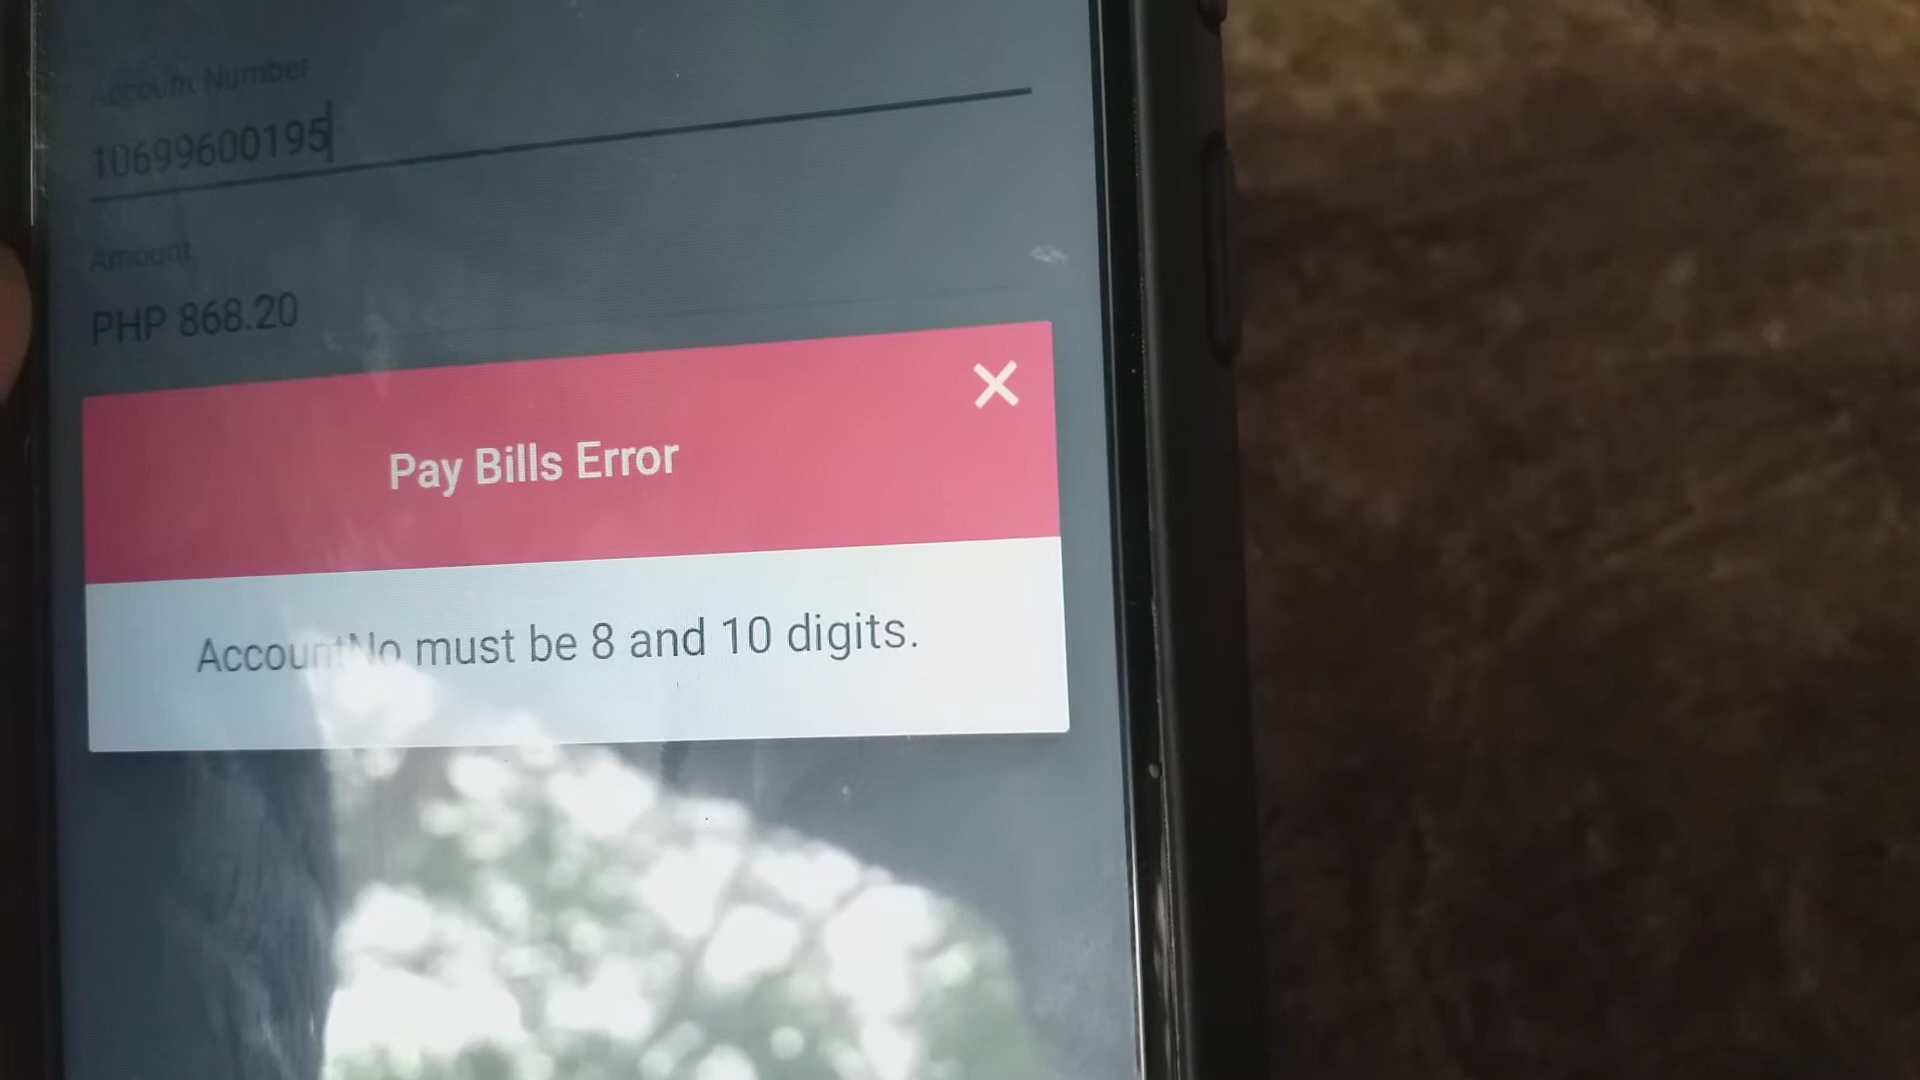 Account Number
10699600195
Amount
PHP 868.20
Pay Bills Error
AccountNo must be 8 and 10 digits.